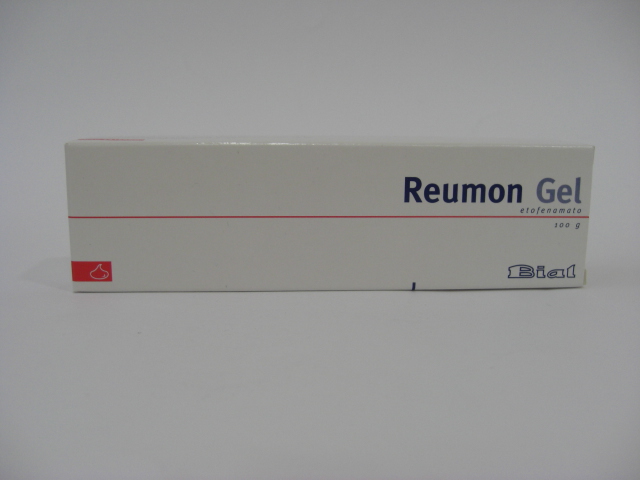 Reumon Gel
etofenamato
100 g
Bial